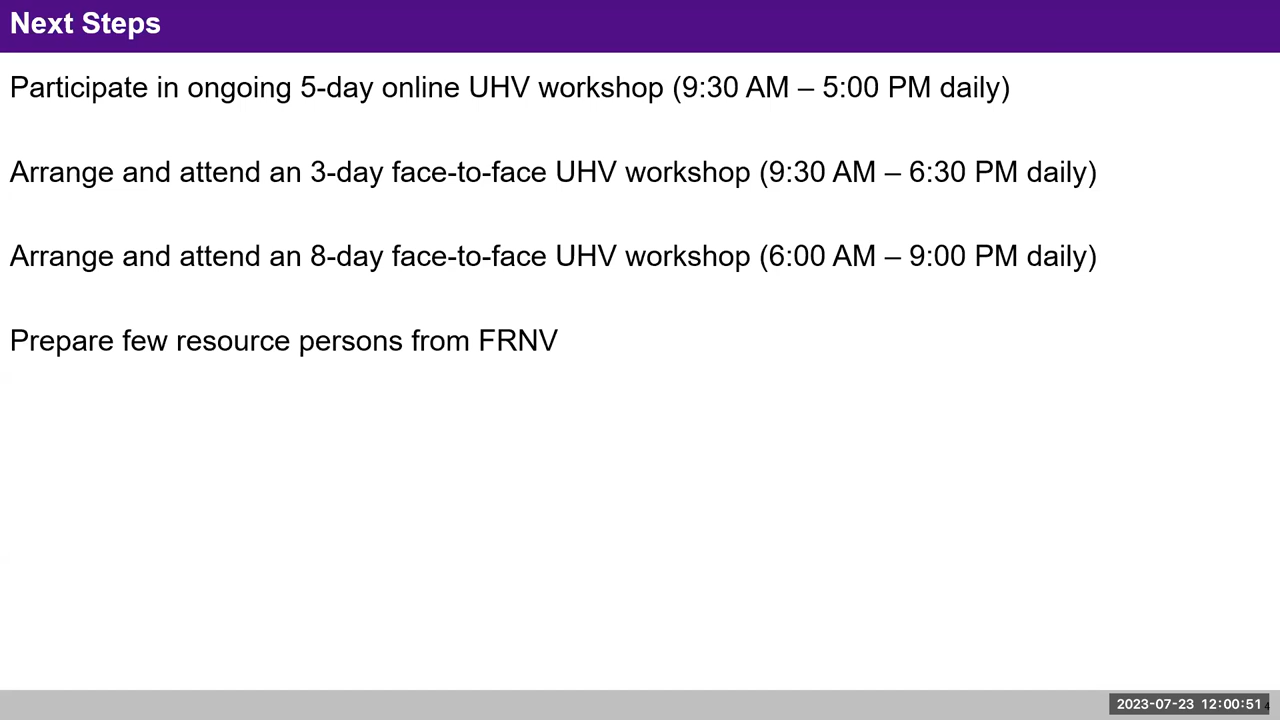 Next Steps
Participate in ongoing 5-day online UHV workshop (9:30 AM – 5:00 PM daily)
Arrange and attend an 3-day face-to-face UHV workshop (9:30 AM – 6:30 PM daily)
Arrange and attend an 8-day face-to-face UHV workshop (6:00 AM – 9:00 PM daily)
Prepare few resource persons from FRNV
2023-07-23 12:00:51
4